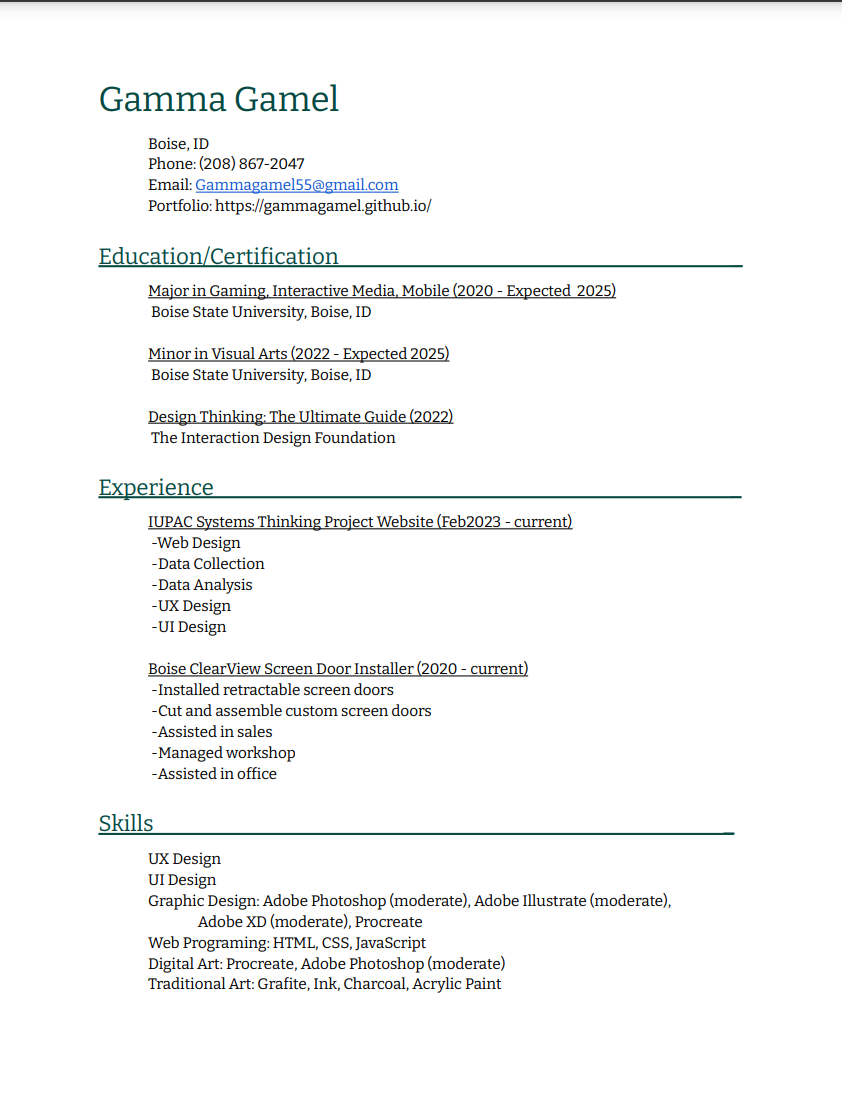 Gamma Gamel
Boise, ID
Phone: (208) 867-2047
Email: Gammagamel55@gmail.com
Portfolio: https://gammagamel.github.io/
Education/Certification
Major in Gaming, Interactive Media, Mobile (2020 - Expected  2025)
Boise State University, Boise, ID
Minor in Visual Arts (2022 - Expected 2025)
Boise State University, Boise, ID
Design Thinking: The Ultimate Guide (2022)
The Interaction Design Foundation
Experience
IUPAC Systems Thinking Project Website (Feb2023 - current)
-Web Design
-Data Collection
-Data Analysis
-UX Design
-UI Design
Boise ClearView Screen Door Installer (2020 - current)
-Installed retractable screen doors
-Cut and assemble custom screen doors
-Assisted in sales
-Managed workshop
-Assisted in office
Skills
UX Design
UI Design
Graphic Design: Adobe Photoshop (moderate), Adobe Illustrate (moderate),
Adobe XD (moderate), Procreate
Web Programing: HTML, CSS, JavaScript
Digital Art: Procreate, Adobe Photoshop (moderate)
Traditional Art: Grafite, Ink, Charcoal, Acrylic Paint